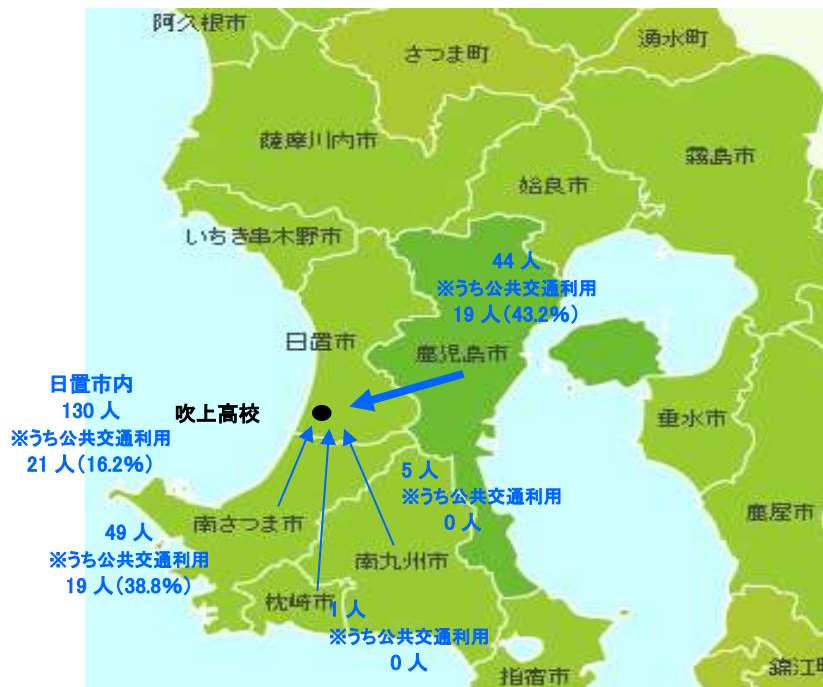 阿久根市
湧水町
さつま町
薩摩川内市
霧島市
姶良市
いちき串木野市
44 人
※うち公共交通利用
19 人(43.2%)
日置市
鹿児島市
日置市内
130 人
※うち公共交通利用
21 人(16.2%)
吹上高校
垂水市
5 人
※うち公共交通利用
0 人
南さつま市
鹿屋市
49 人
※うち公共交通利用
19 人(38.8%)
南九州市
枕崎市
1 人
※うち公共交通利用
0 人
指宿市
錦江町